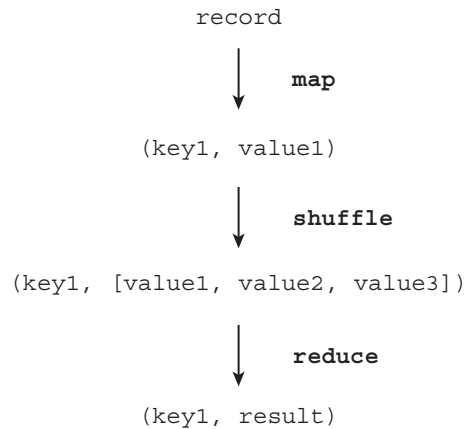 record
map
(key1, value1)
shuffle
(key1, [value1, value2, value3])
reduce
(key1, result)